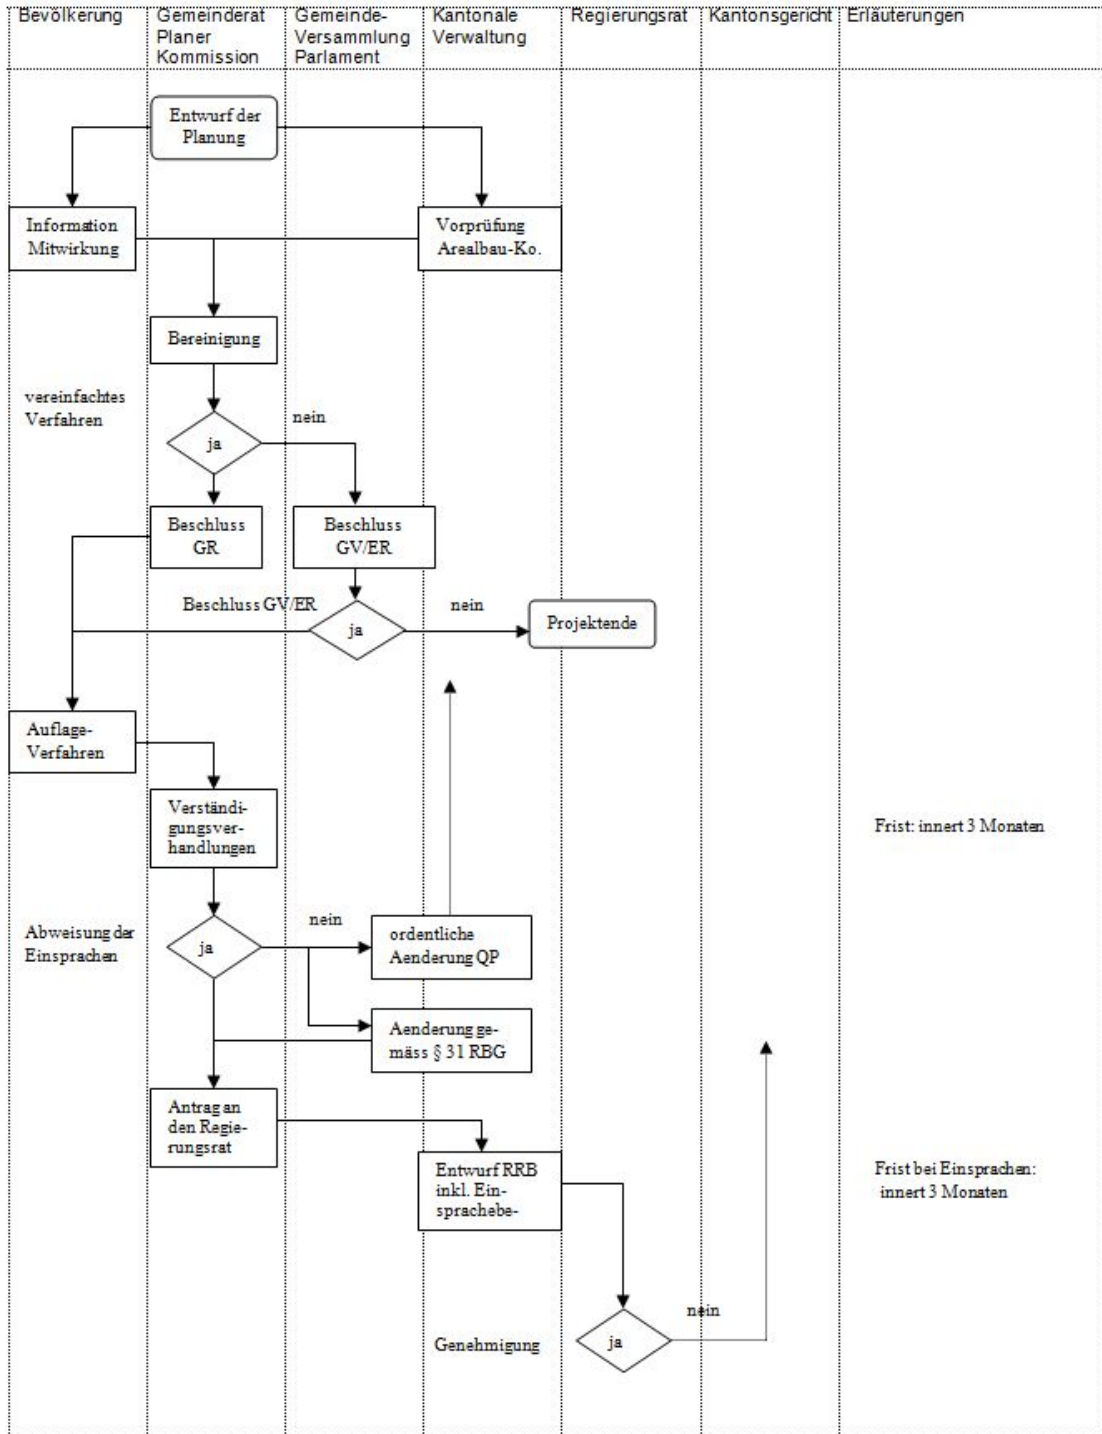 Bevölkerung
Gemeinderat
Planer
Kommission
Gemeinde-
Versammlung
Parlament
Kantonale
Verwaltung
Regierungsrat
Kantonsgericht
Erläuterungen
Entwurf der
Planung
Information
Mitwirkung
Vorprüfung
Arealbau-Ko.
Bereinigung
vereinfachtes
Verfahren
ja
nein
Beschluss
GR
Beschluss
GV/ER
Beschluss GV/ER
ja
nein
Projektende
Auflage-
Verfahren
Verständi-
gungsver-
handlungen
Frist: innert 3 Monaten
Abweisung der
Einsprachen
ja
nein
ordentliche
Aenderung QP
Aenderung ge-
mäss § 31 RBG
Antrag an
den Regie-
rungsrat
Entwurf RRB
inkl. Ein-
sprachebe-
Frist bei Einsprachen:
innert 3 Monaten
Genehmigung
ja
nein